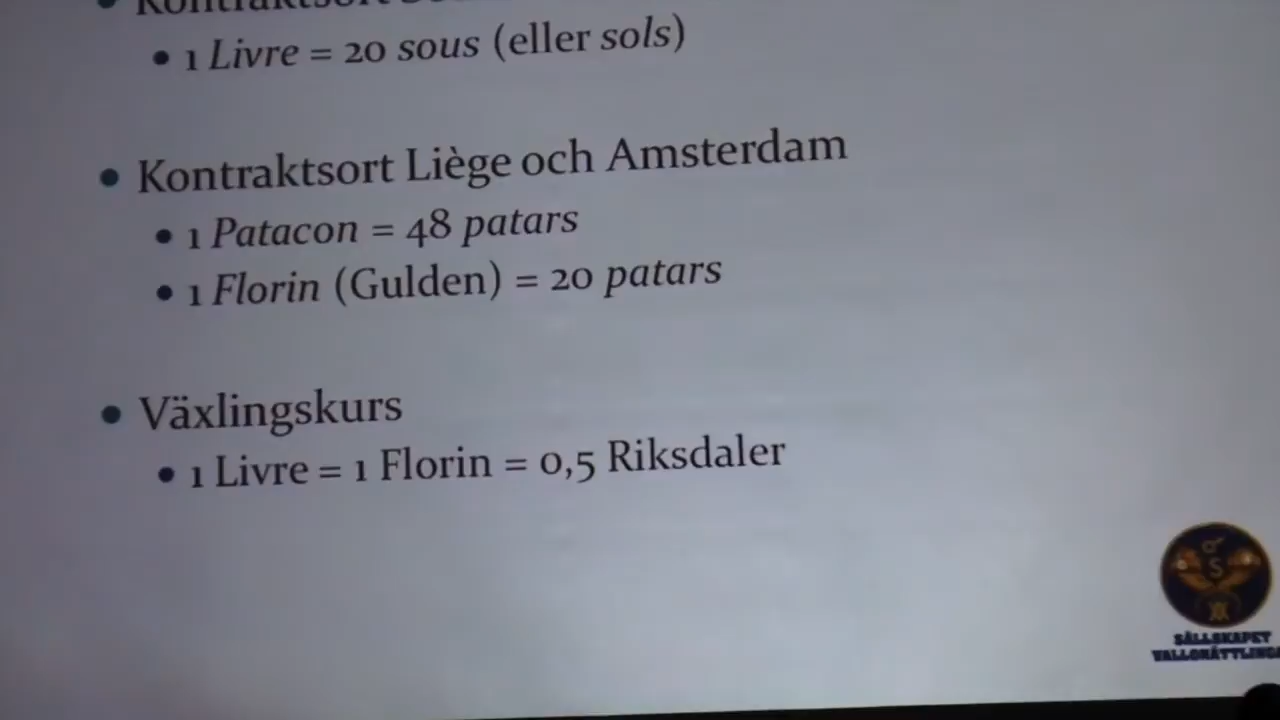 • Kontraktsort
• 1 Livre = 20 sous (eller sols)
• Kontraktsort Liège och Amsterdam
• 1 Patacon = 48 patars
• 1 Florin (Gulden) = 20 patars
• Växlingskurs
• 1 Livre = 1 Florin = 0,5 Riksdaler
S
SÄLLSKAPET